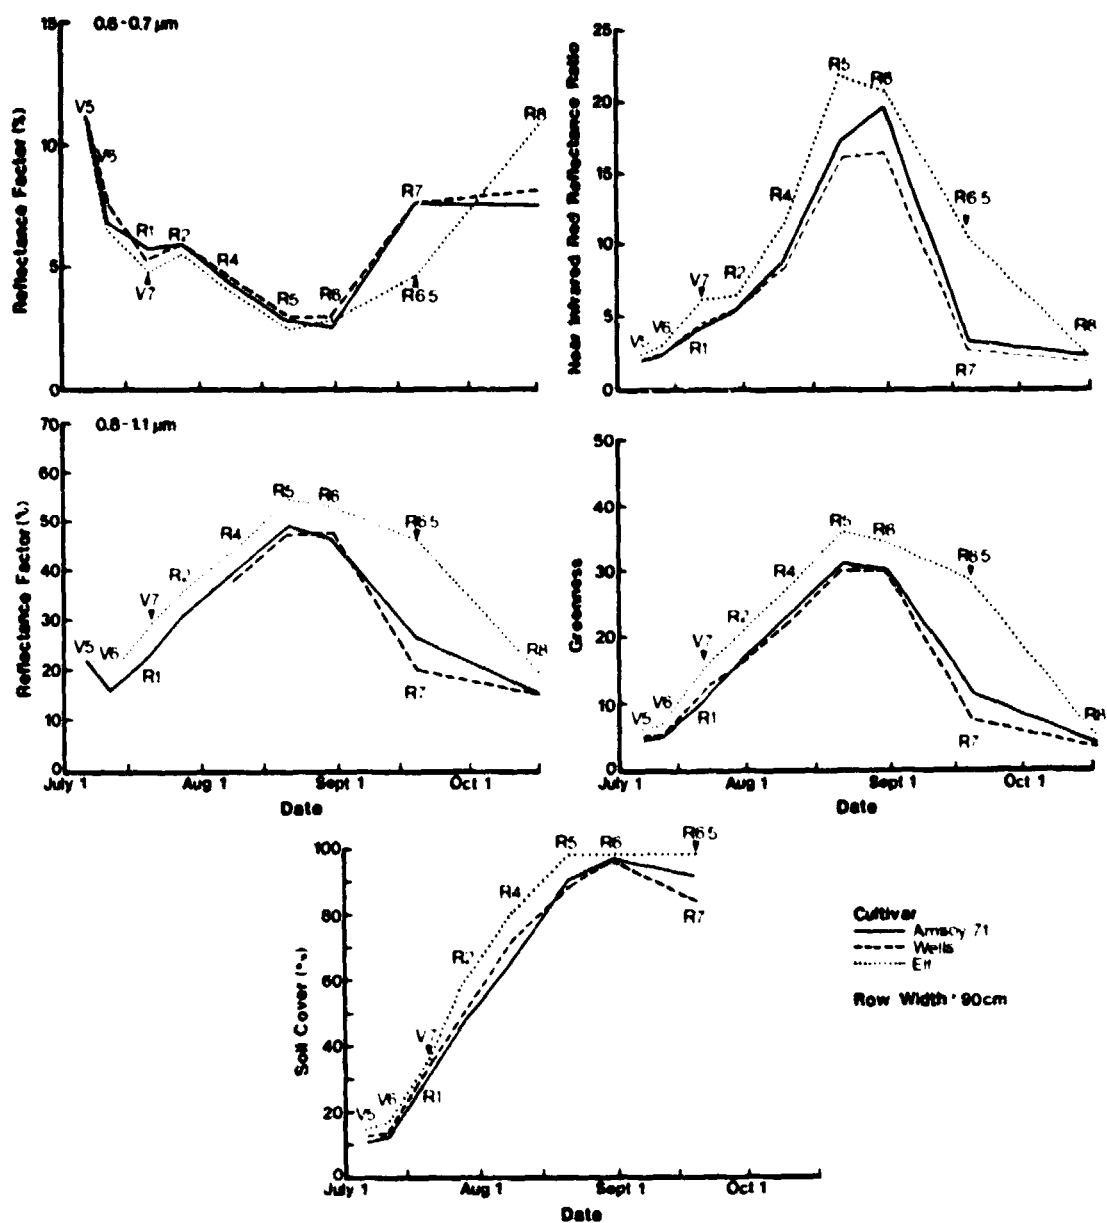 0.6-0.7 μm
Reflectance Factor (%)
15
10
5
0
V5
V6
R1
R2
V7
R4
R5
R6
R7
R6.5
R8
Near Infrared Red Reflectance Ratio
25
20
15
10
5
0
V6
V7
R1
R2
R4
R5
R6
R6.5
R7
R8
0.8-1.1 μm
Reflectance Factor (%)
70
60
50
40
30
20
10
0
V5
V6
V7
R1
R2
R4
R5
R6
R6.5
R7
R8
July 1
Aug 1
Sept 1
Oct 1
Date
Greenness
50
40
30
20
10
0
V5
V6
V7
R1
R2
R4
R5
R6
R6.5
R7
R8
July 1
Aug 1
Sept 1
Oct 1
Date
Soil Cover (%)
100
80
60
40
20
0
V5
V6
R1
R2
R4
R5
R6
R6.5
R7
July 1
Aug 1
Sept 1
Oct 1
Date
Cultivar
Amsoy 71
Wells
Elf
Row Width · 90cm